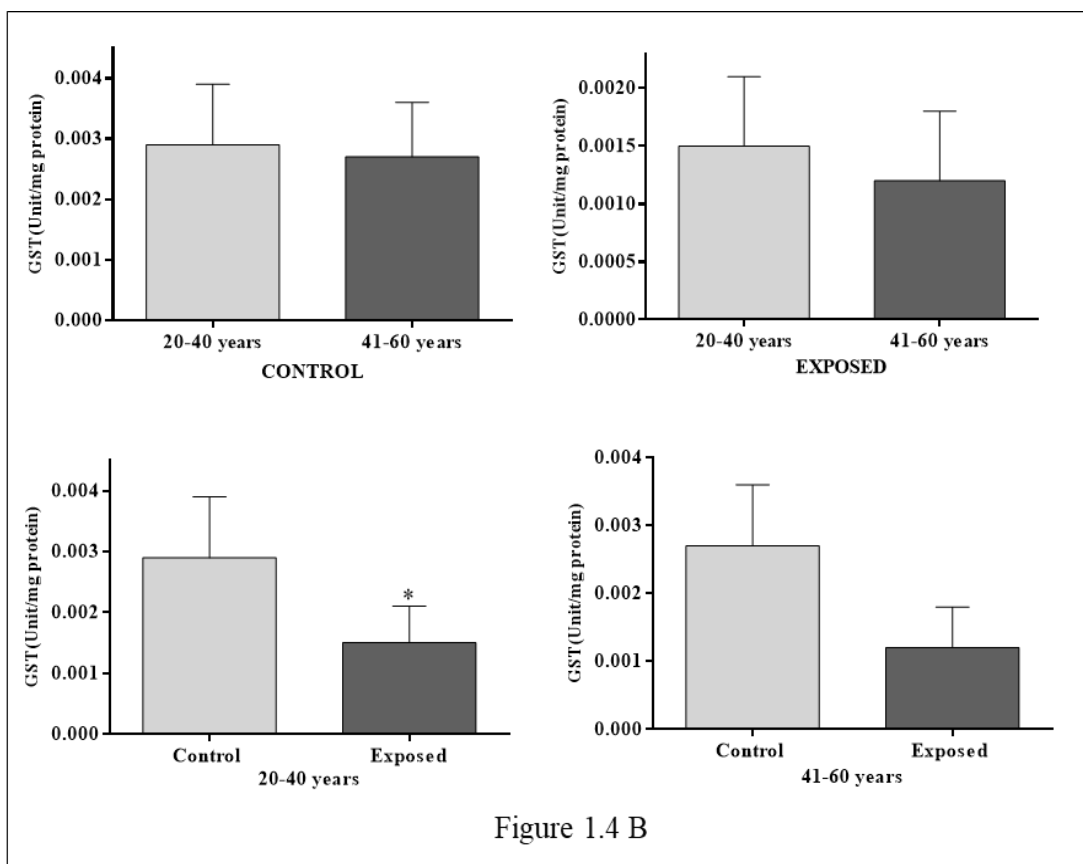 GST(Unit/mg protein)
0.004
0.003
0.002
0.001
0.000
20-40 years 41-60 years
CONTROL
GST(Unit/mg protein)
0.0020
0.0015
0.0010
0.0005
0.0000
20-40 years 41-60 years
EXPOSED
GST(Unit/mg protein)
0.004
0.003
0.002
0.001
0.000
*
Control Exposed
20-40 years
GST(Unit/mg protein)
0.004
0.003
0.002
0.001
0.000
Control Exposed
41-60 years
Figure 1.4 B